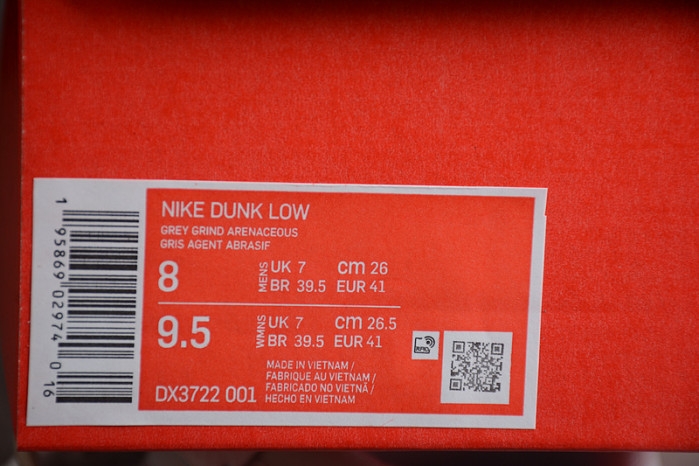 NIKE DUNK LOW
GREY GRIND ARENACEOUS
GRIS AGENT ABRASIF
8
MENS
UK 7 cm 26
BR 39.5 EUR 41
9.5
WMNS
UK 7 cm 26.5
BR 39.5 EUR 41
MADE IN VIETNAM /
FABRIQUE AU VIETNAM /
FABRICADO NO VIETNÃ /
HECHO EN VIETNAM
DX3722 001
RFID
1 95869 02974 0 16